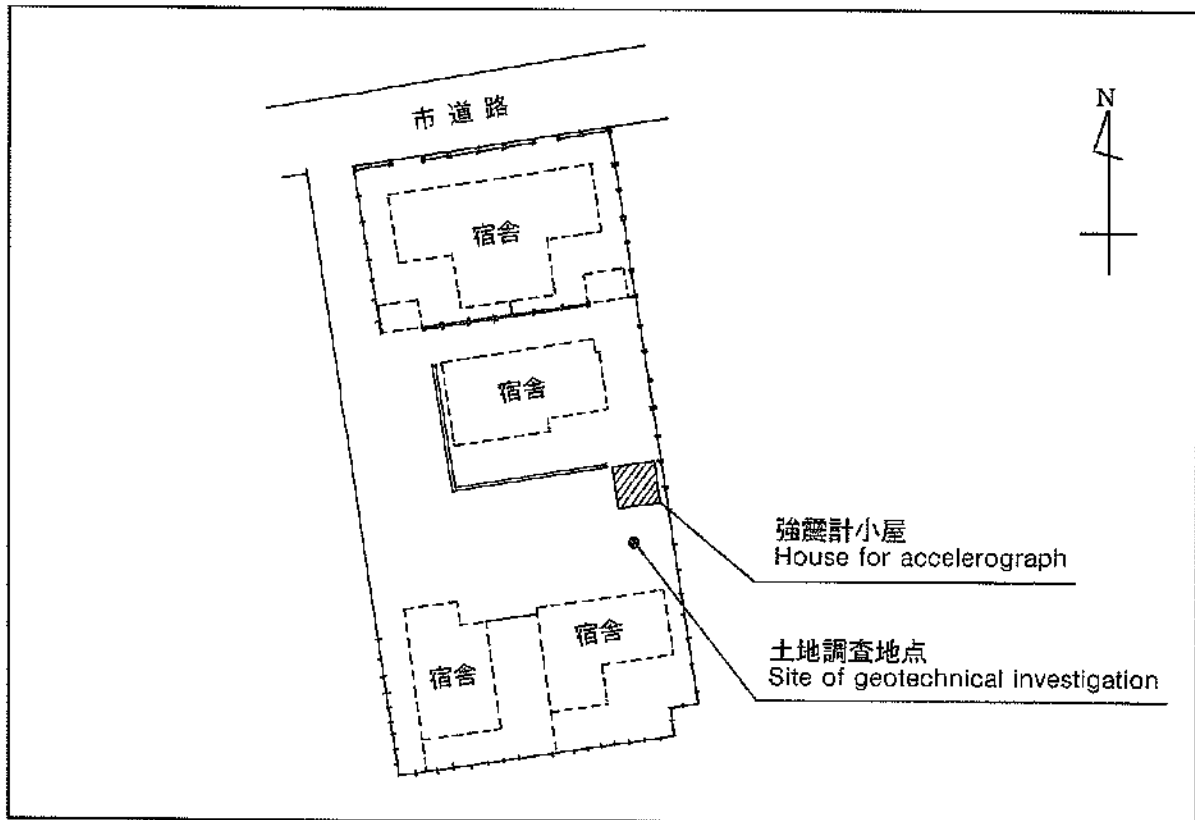 市道路
N
宿舎
宿舎
強震計小屋
House for accelerograph
宿舎
宿舎
土地調査地点
Site of geotechnical investigation